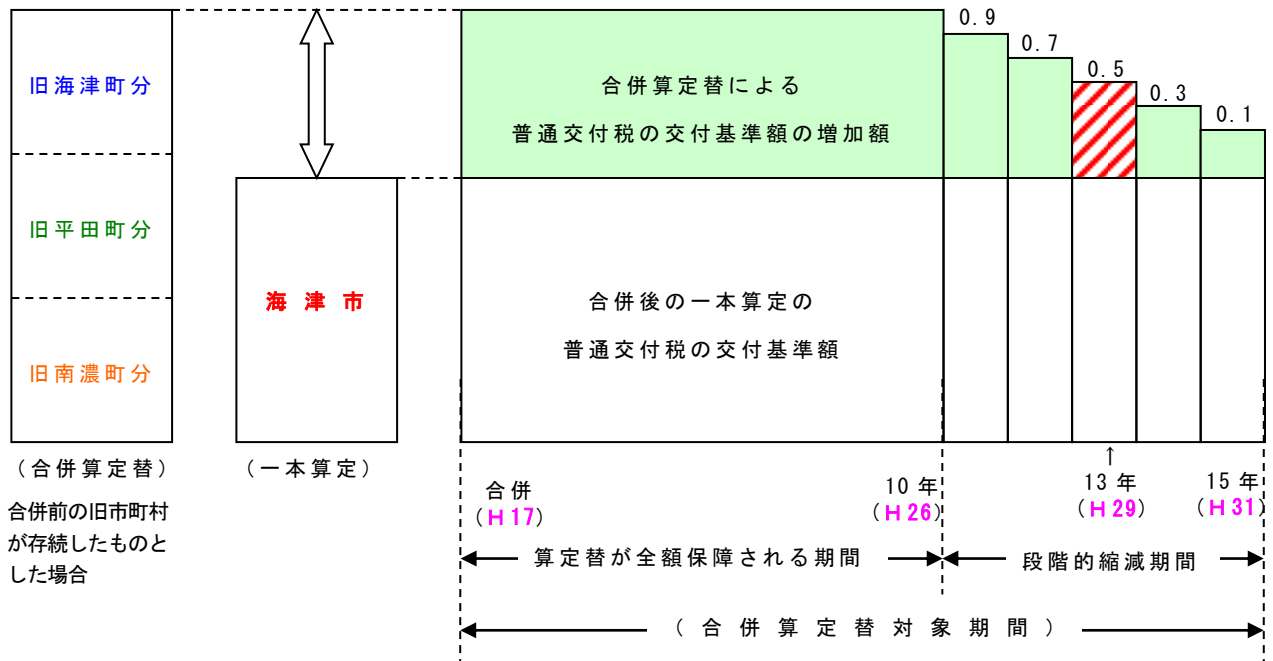 0.9
0.7
0.5
0.3
0.1
旧海津町分
旧平田町分
旧南濃町分
(合併算定替)
合併前の旧市町村
が存続したものと
した場合
海津市
(一本算定)
合併算定替による
普通交付税の交付基準額の増加額
合併後の一本算定の
普通交付税の交付基準額
合併
(H17)
10年
(H26)
↑
13年
(H29)
15年
(H31)
算定替が全額保障される期間
段階的縮減期間
(合併算定替対象期間)